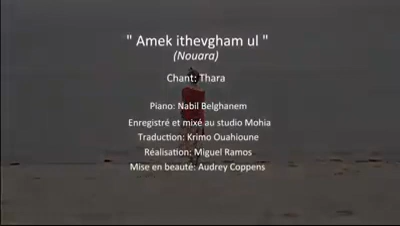 " Amek ithevgham ul "
(Nouara)
Chant: Thara
Piano: Nabil Belghanem
Enregistré et mixé au studio Mohia
Traduction: Krimo Ouahioune
Réalisation: Miguel Ramos
Mise en beauté: Audrey Coppens